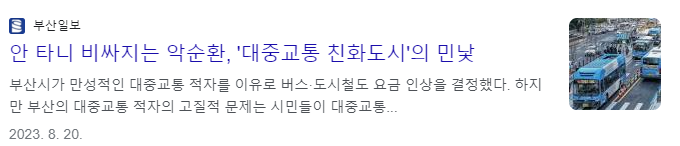 부산일보
안 타니 비싸지는 악순환, '대중교통 친화도시'의 민낯
부산시가 만성적인 대중교통 적자를 이유로 버스·도시철도 요금 인상을 결정했다. 하지
만 부산의 대중교통 적자의 고질적 문제는 시민들이 대중교통...
2023. 8. 20.